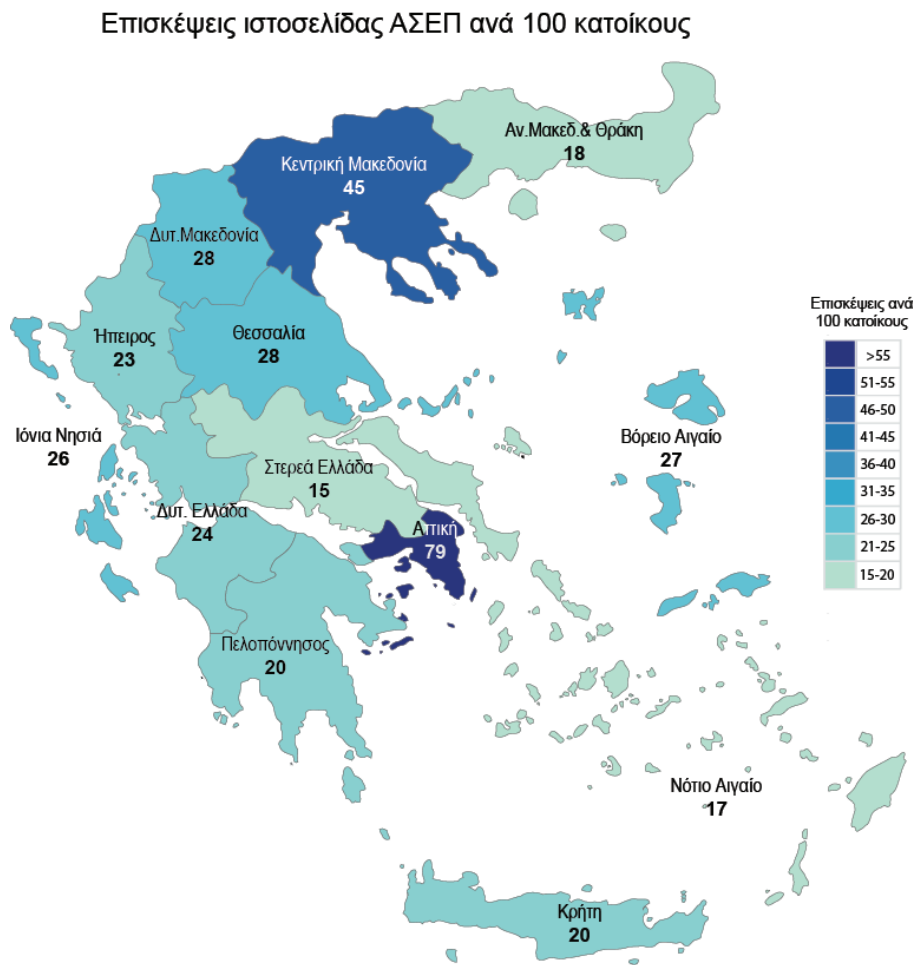 Επισκέψεις ιστοσελίδας ΑΣΕΠ ανά 100 κατοίκους
Αν.Μακεδ.& Θράκη
18
Κεντρική Μακεδονία
45
Δυτ.Μακεδονία
28
Ήπειρος
23
Θεσσαλία
28
Ιόνια Νησιά
26
Βόρειο Αιγαίο
27
Στερεά Ελλάδα
15
Δυτ. Ελλάδα
24
Αττική
79
Πελοπόννησος
20
Νότιο Αιγαίο
17
Κρήτη
20
Επισκέψεις ανά
100 κατοίκους
>55
51-55
46-50
41-45
36-40
31-35
26-30
21-25
15-20